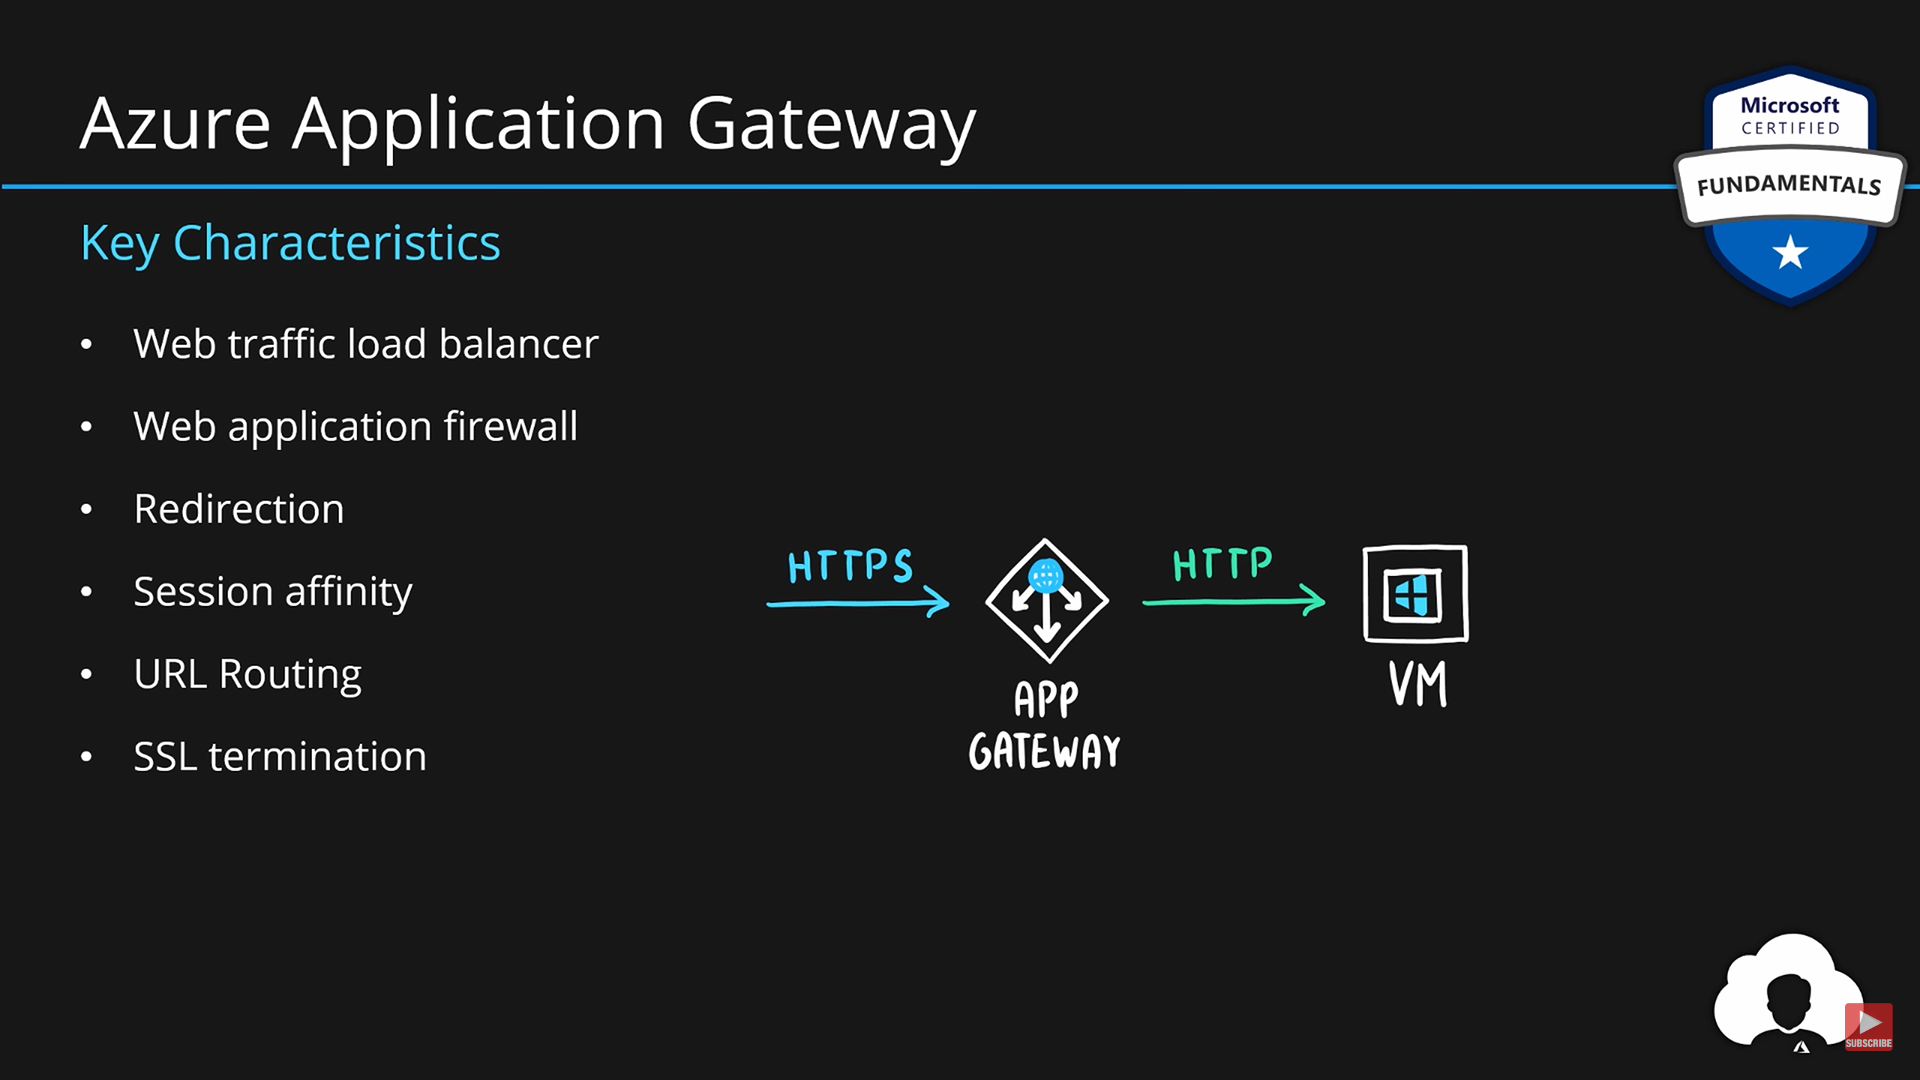 Azure Application Gateway
Microsoft
CERTIFIED
FUNDAMENTALS
Key Characteristics
• Web traffic load balancer
• Web application firewall
• Redirection
• Session affinity
• URL Routing
• SSL termination
HTTPS
HTTP
APP
GATEWAY
VM
SUBSCRIBE